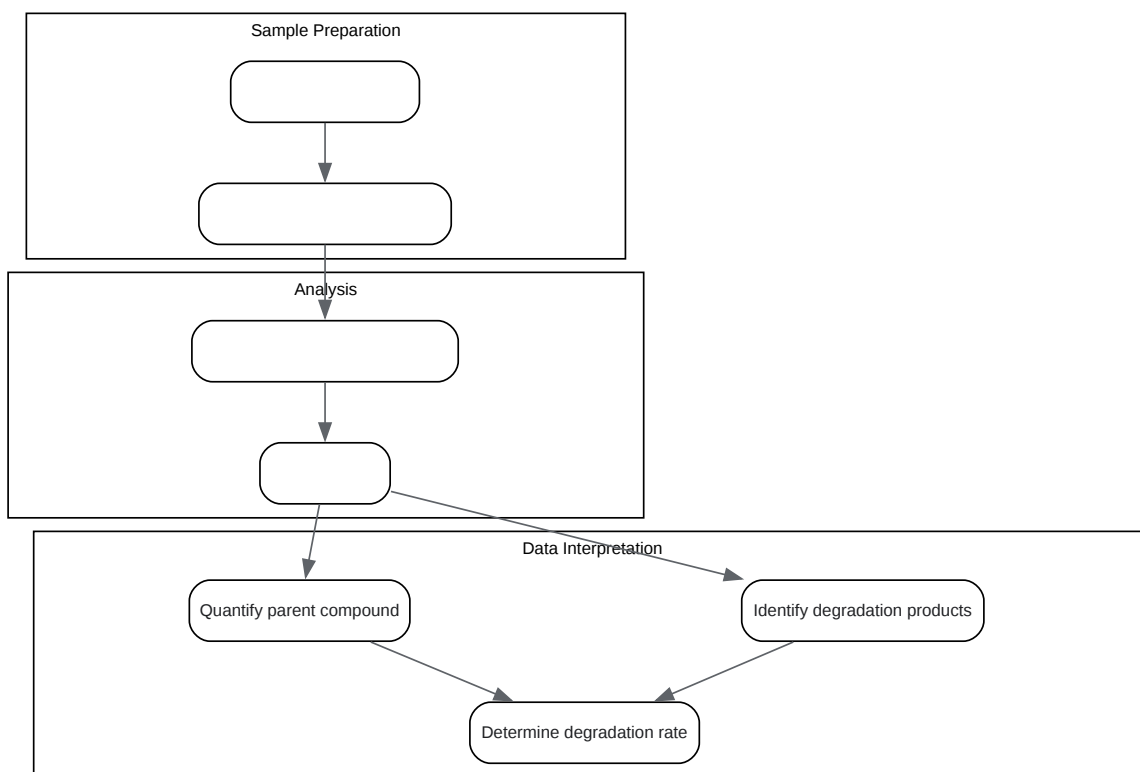 Sample Preparation
Analysis
Data Interpretation
Quantify parent compound
Identify degradation products
Determine degradation rate